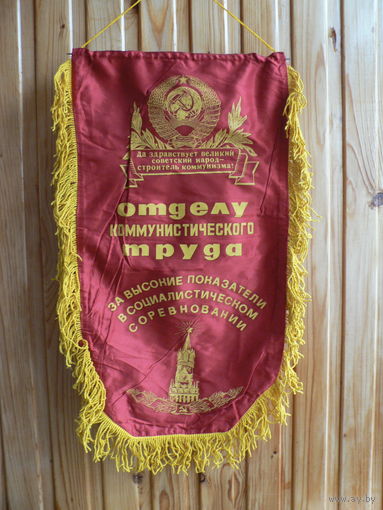 Да здравствует великий
советский народ—
строитель коммунизма!
отделу
КОММУНИСТИЧЕСКОГО
труда
ЗА ВЫСОКИЕ ПОКАЗАТЕЛИ
В СОЦИАЛИСТИЧЕСКОМ
СОРЕВНОВАНИИ
www.ay.by